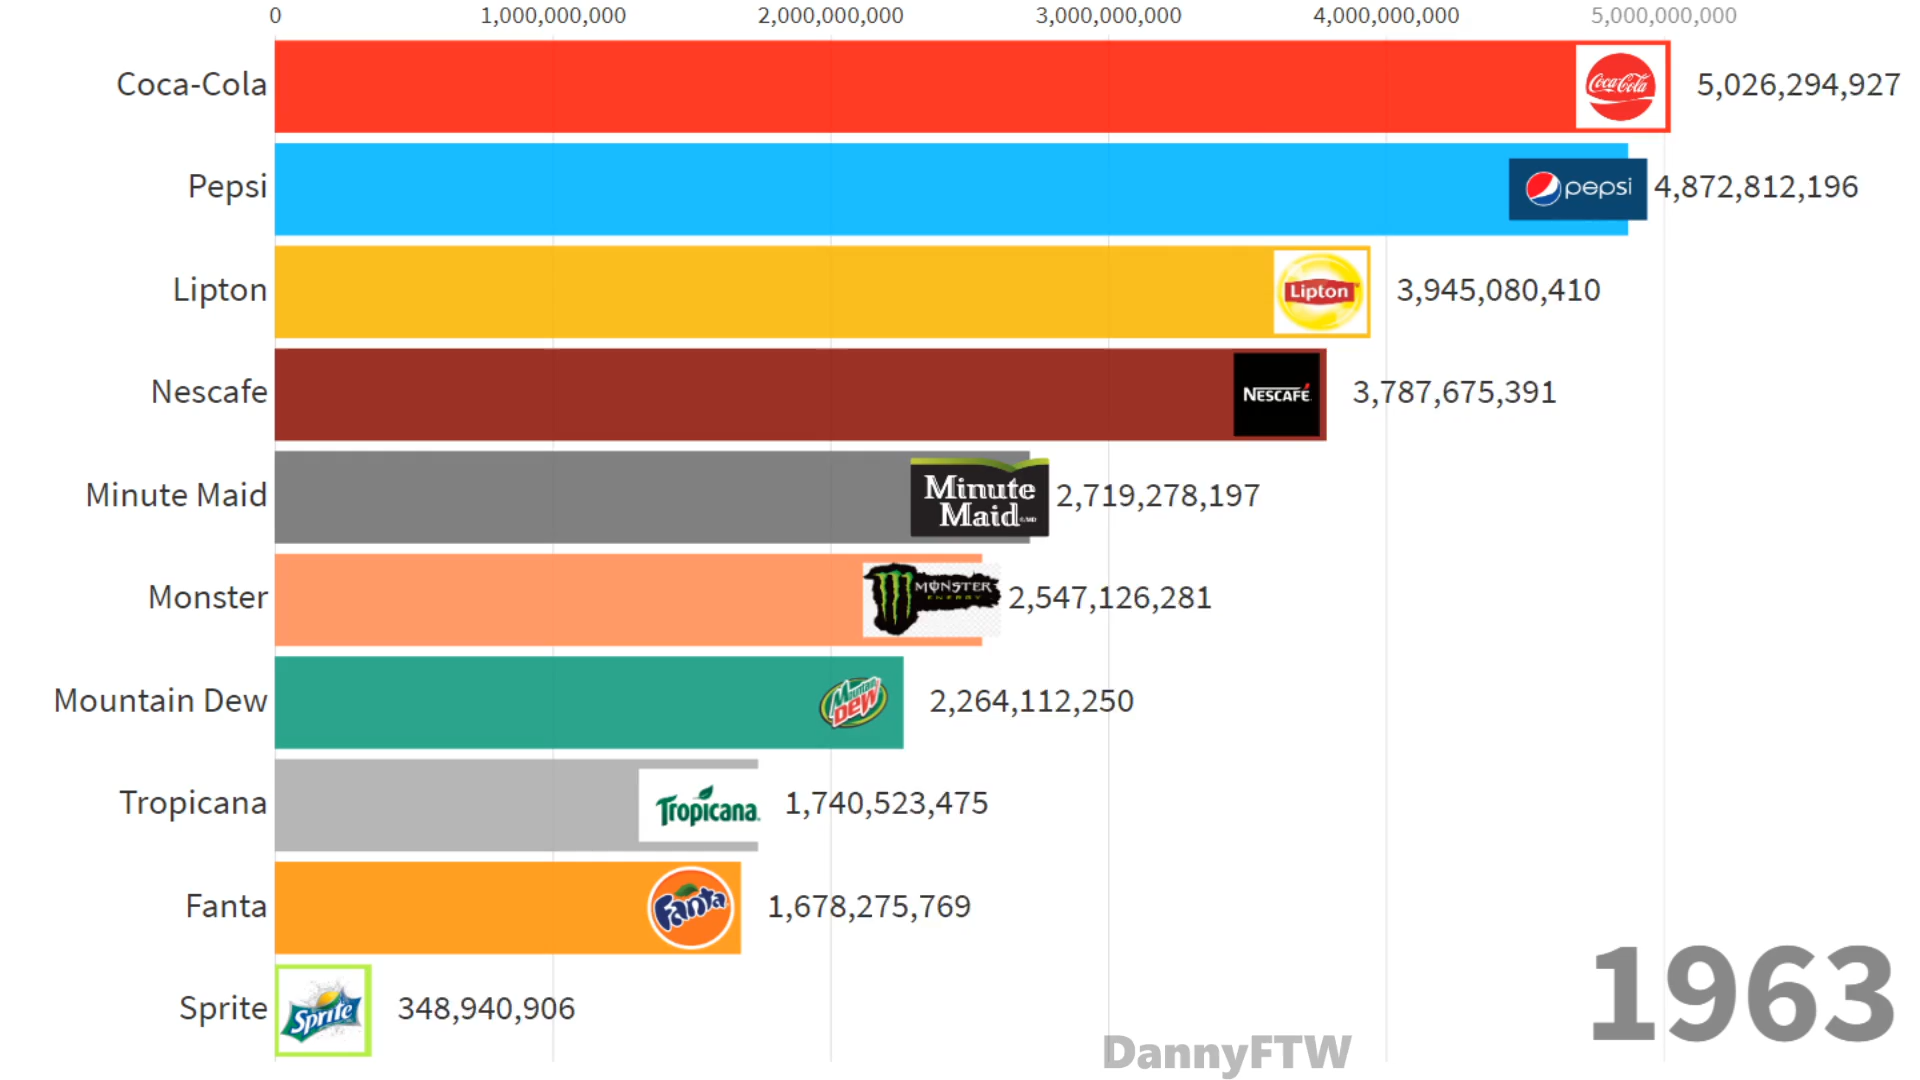 0 1,000,000,000 2,000,000,000 3,000,000,000 4,000,000,000 5,000,000,000
Coca-Cola Coca-Cola 5,026,294,927
Pepsi pepsi 4,872,812,196
Lipton Lipton 3,945,080,410
Nescafe NESCAFÉ 3,787,675,391
Minute Maid Minute Maid 2,719,278,197
Monster MONSTER ENERGY 2,547,126,281
Mountain Dew Mountain Dew 2,264,112,250
Tropicana Tropicana 1,740,523,475
Fanta Fanta 1,678,275,769
Sprite Sprite 348,940,906
1963
DannyFTW